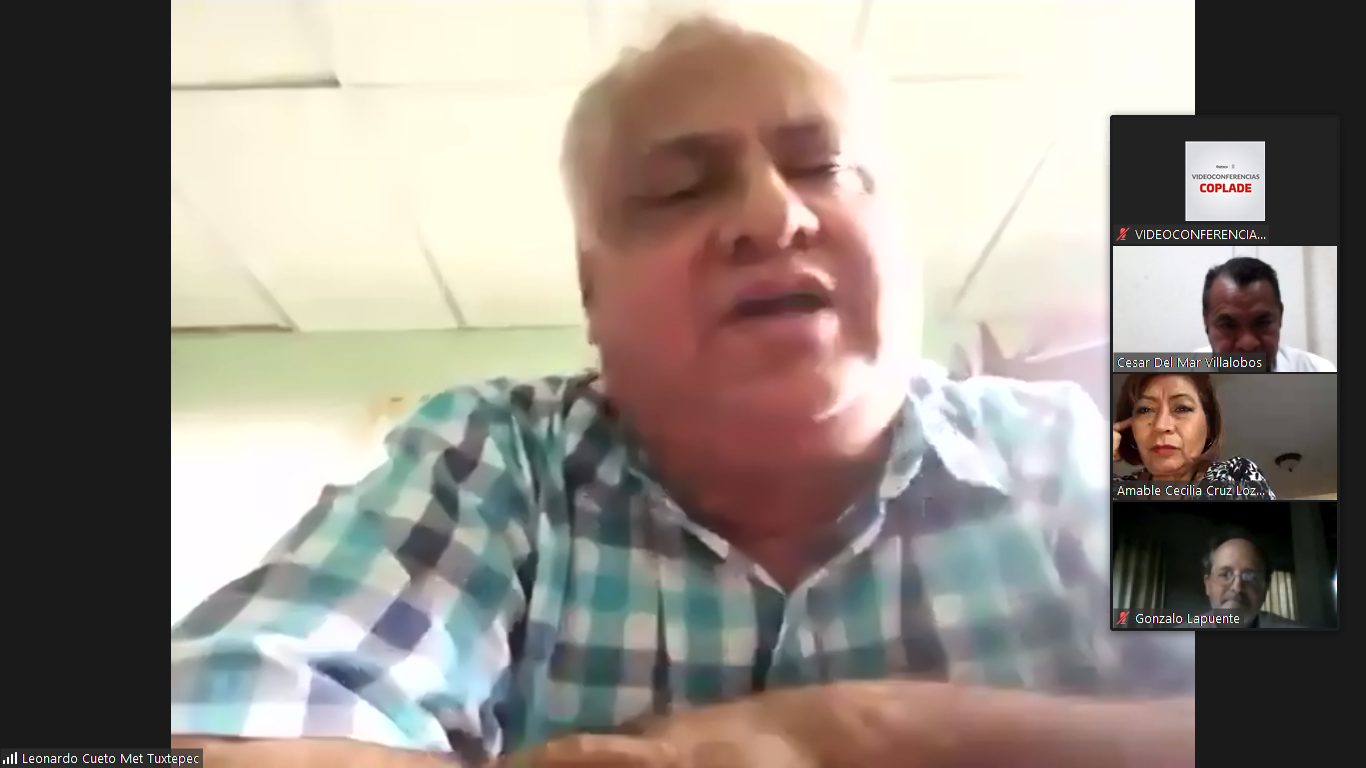 VIDEOCONFERENCIAS
COPLADE
VIDEOCONFERENCIA...
Cesar Del Mar Villalobos
Amable Cecilia Cruz Loz...
Gonzalo Lapuente
Leonardo Cueto Met Tuxtepec